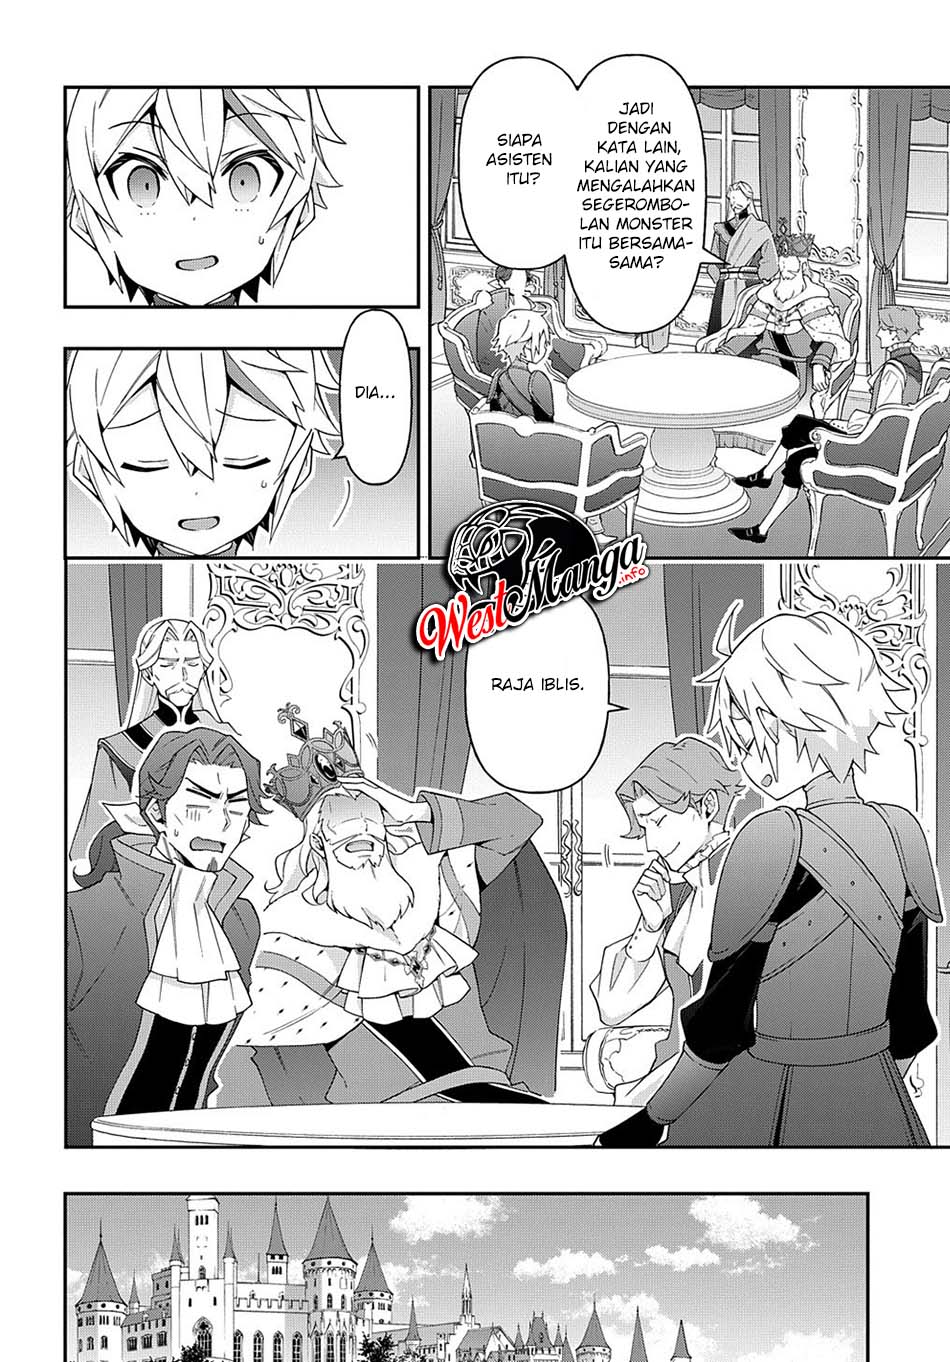 JADI
DENGAN
KATA LAIN,
KALIAN YANG
MENGALAHKAN
SEGEROMBO-
LAN MONSTER
ITU BERSAMA-
SAMA?
SIAPA
ASISTEN
ITU?
DIA...
WESTMANGA
.info
RAJA IBLIS.